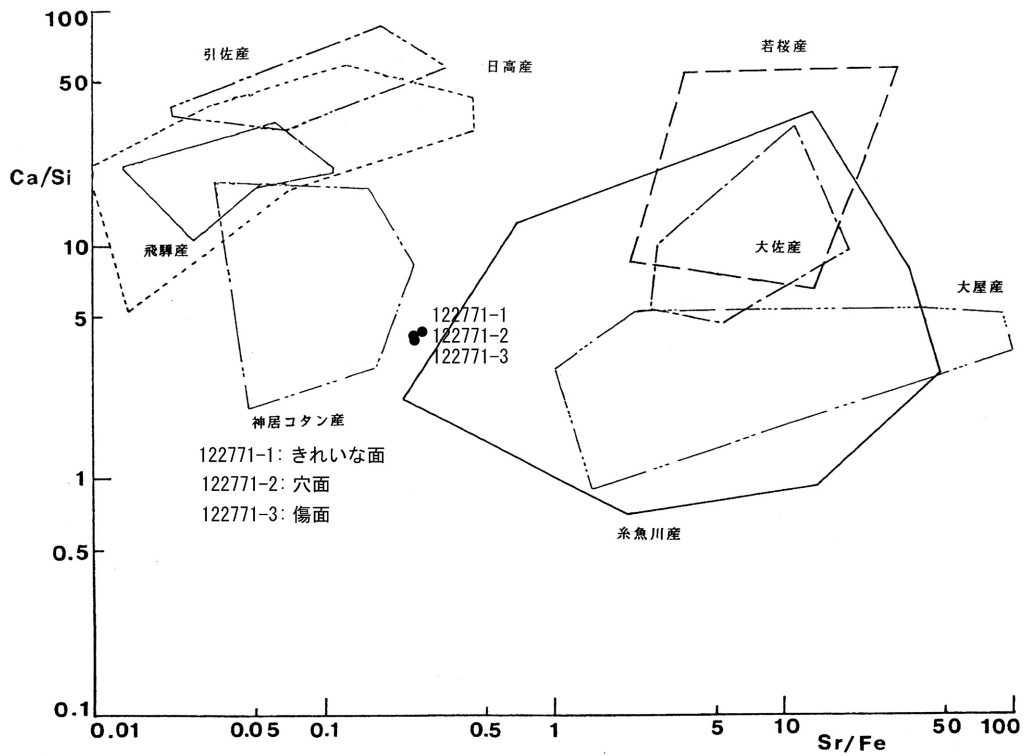 100
引佐産
若桜産
日高産
50
Ca/Si
10
飛騨産
大佐産
大屋産
5
122771-1
122771-2
122771-3
神居コタン産
122771-1: きれいな面
1
122771-2: 穴面
122771-3: 傷面
糸魚川産
0.5
0.1
0.01
0.05
0.1
0.5
1
5
10
50
100
Sr/Fe